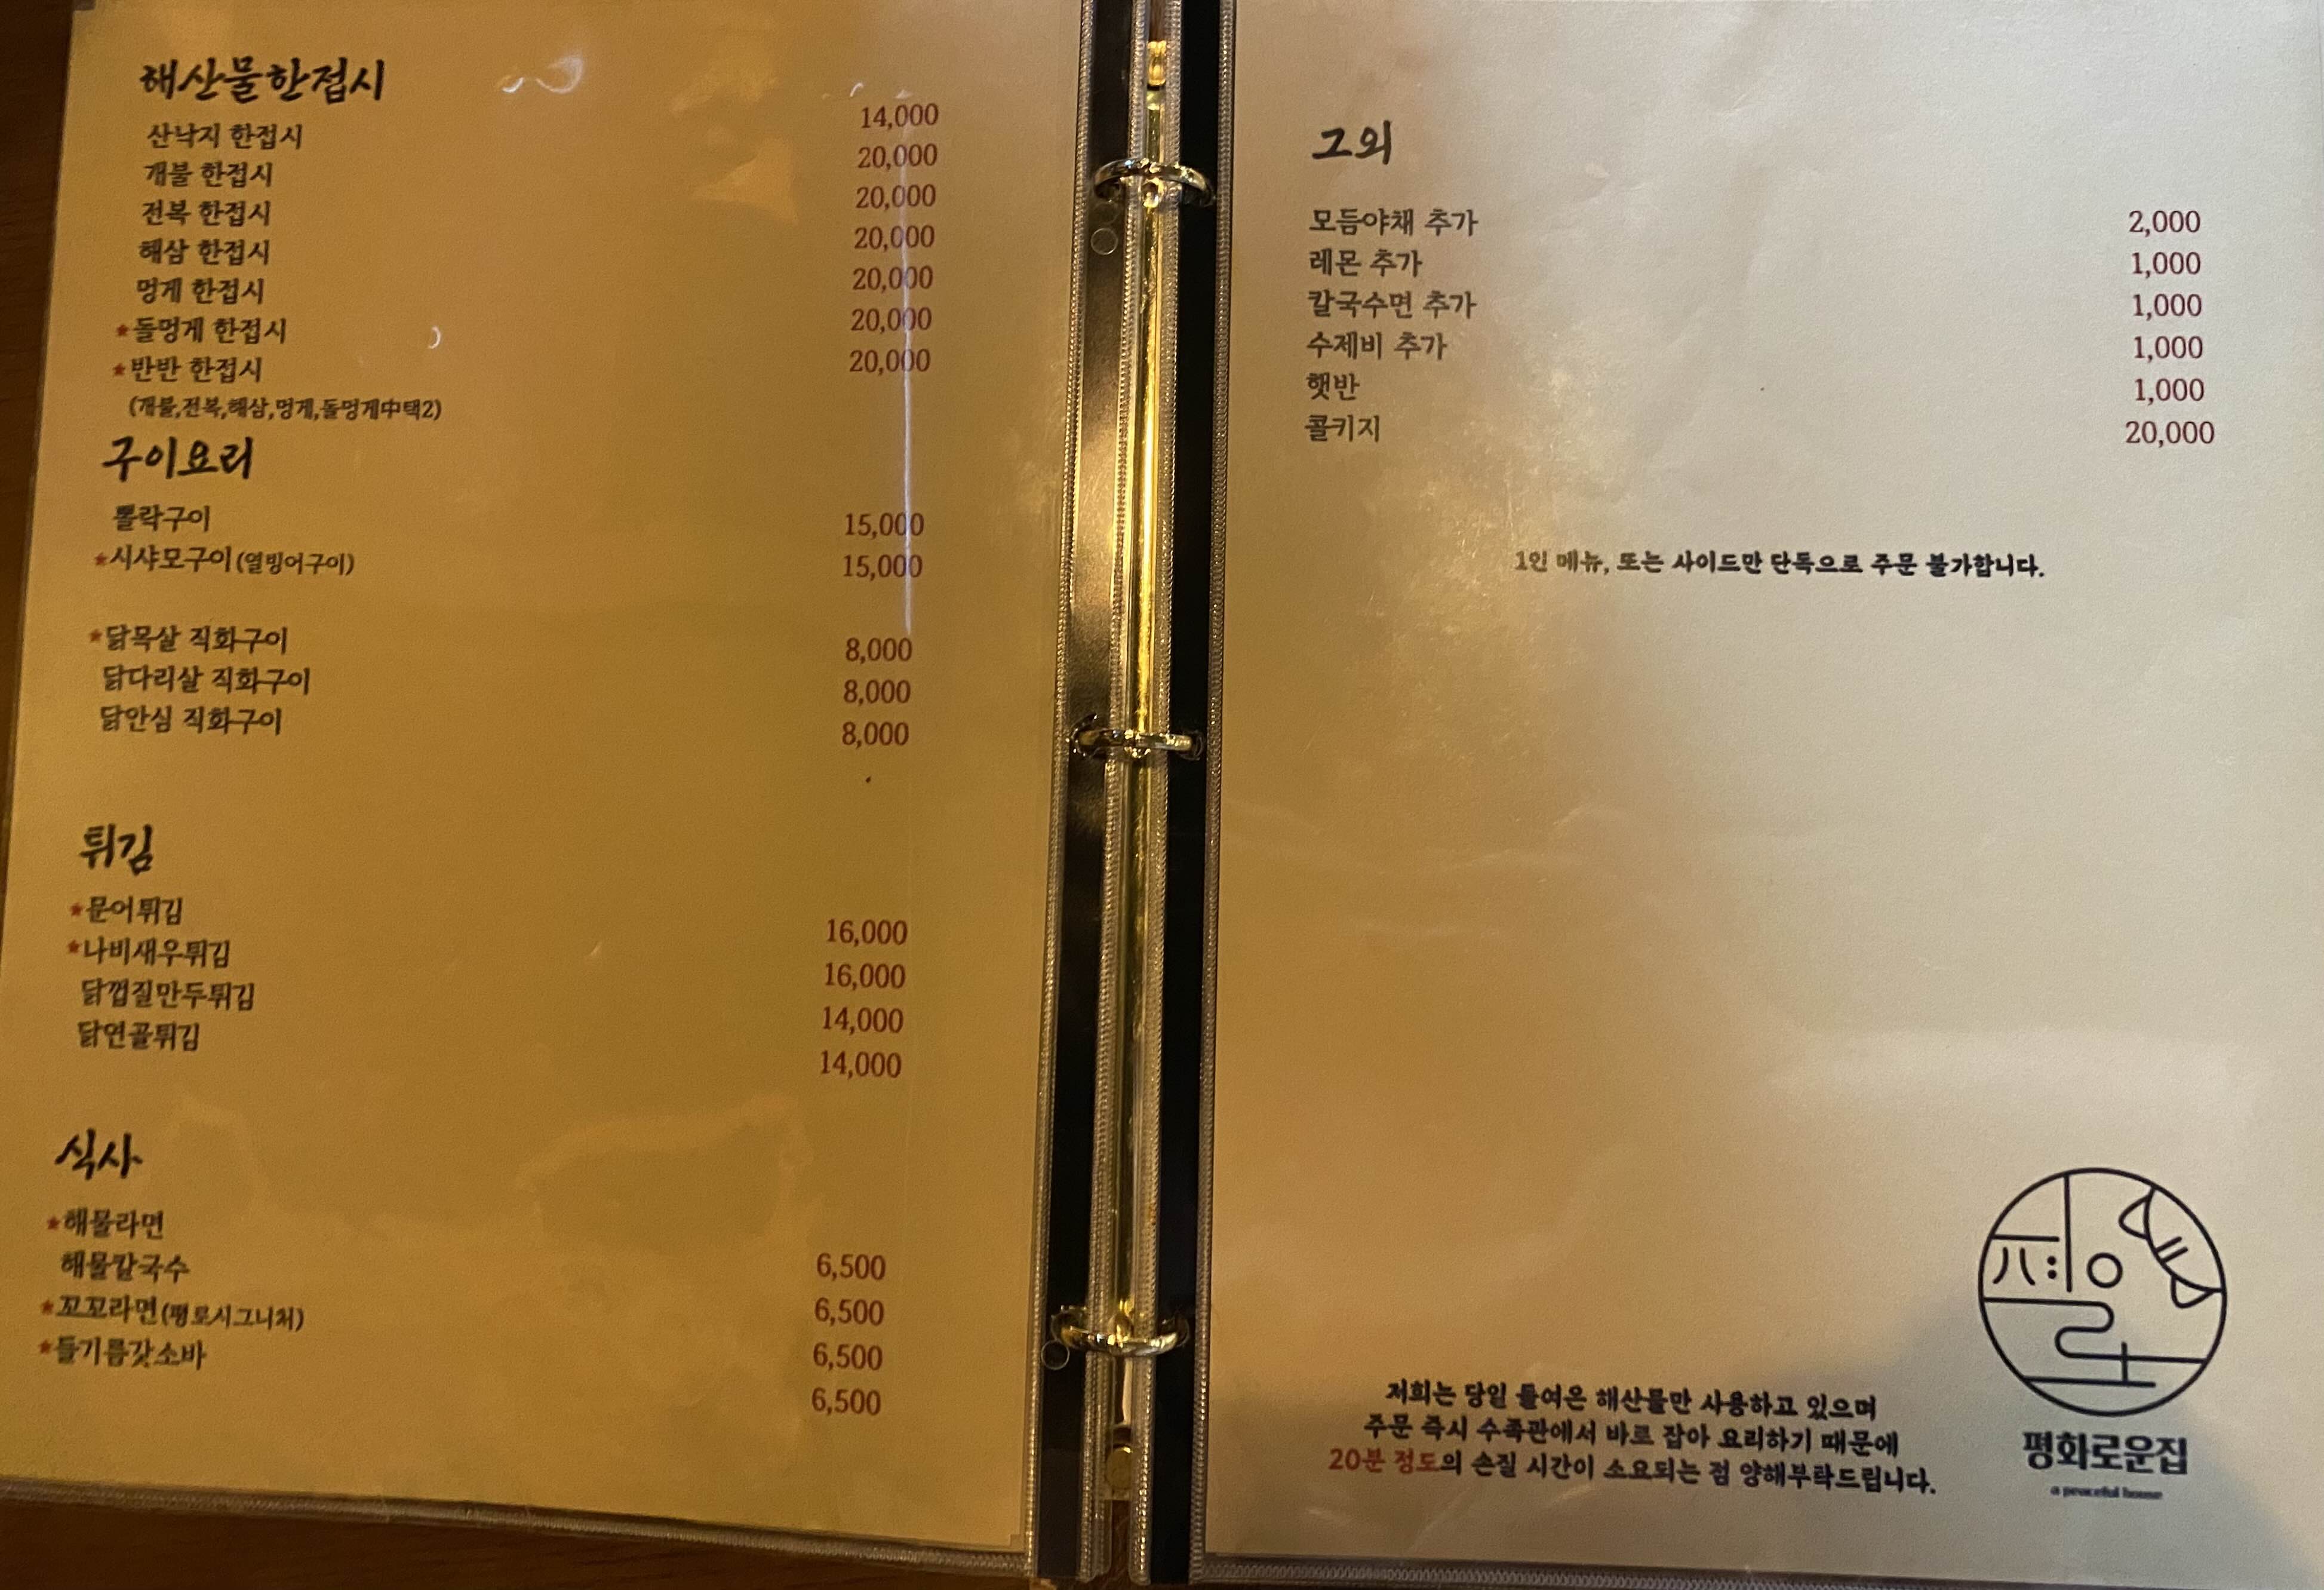 해산물한접시
산낙지 한접시 14,000
개불 한접시 20,000
전복 한접시 20,000
해삼 한접시 20,000
멍게 한접시 20,000
*돌멍게 한접시 20,000
*반반 한접시 20,000
(개불,전복,해삼,멍게,돌멍게中택2)
구이요리
뽈락구이 15,000
*시샤모구이(열빙어구이) 15,000
*닭목살 직화구이 8,000
닭다리살 직화구이 8,000
닭안심 직화구이 8,000
튀김
*문어튀김 16,000
*나비새우튀김 16,000
닭껍질만두튀김 14,000
닭연골튀김 14,000
식사
*해물라면 6,500
해물칼국수 6,500
*꼬꼬라면(평로시그니처) 6,500
*들기름갓소바 6,500
그외
모듬야채 추가 2,000
레몬 추가 1,000
칼국수면 추가 1,000
수제비 추가 1,000
햇반 1,000
콜키지 20,000
1인 메뉴, 또는 사이드만 단독으로 주문 불가합니다.
저희는 당일 들여온 해산물만 사용하고 있으며
주문 즉시 수족관에서 바로 잡아 요리하기 때문에
20분 정도의 손질 시간이 소요되는 점 양해부탁드립니다.
평로
평화로운집
a peaceful house